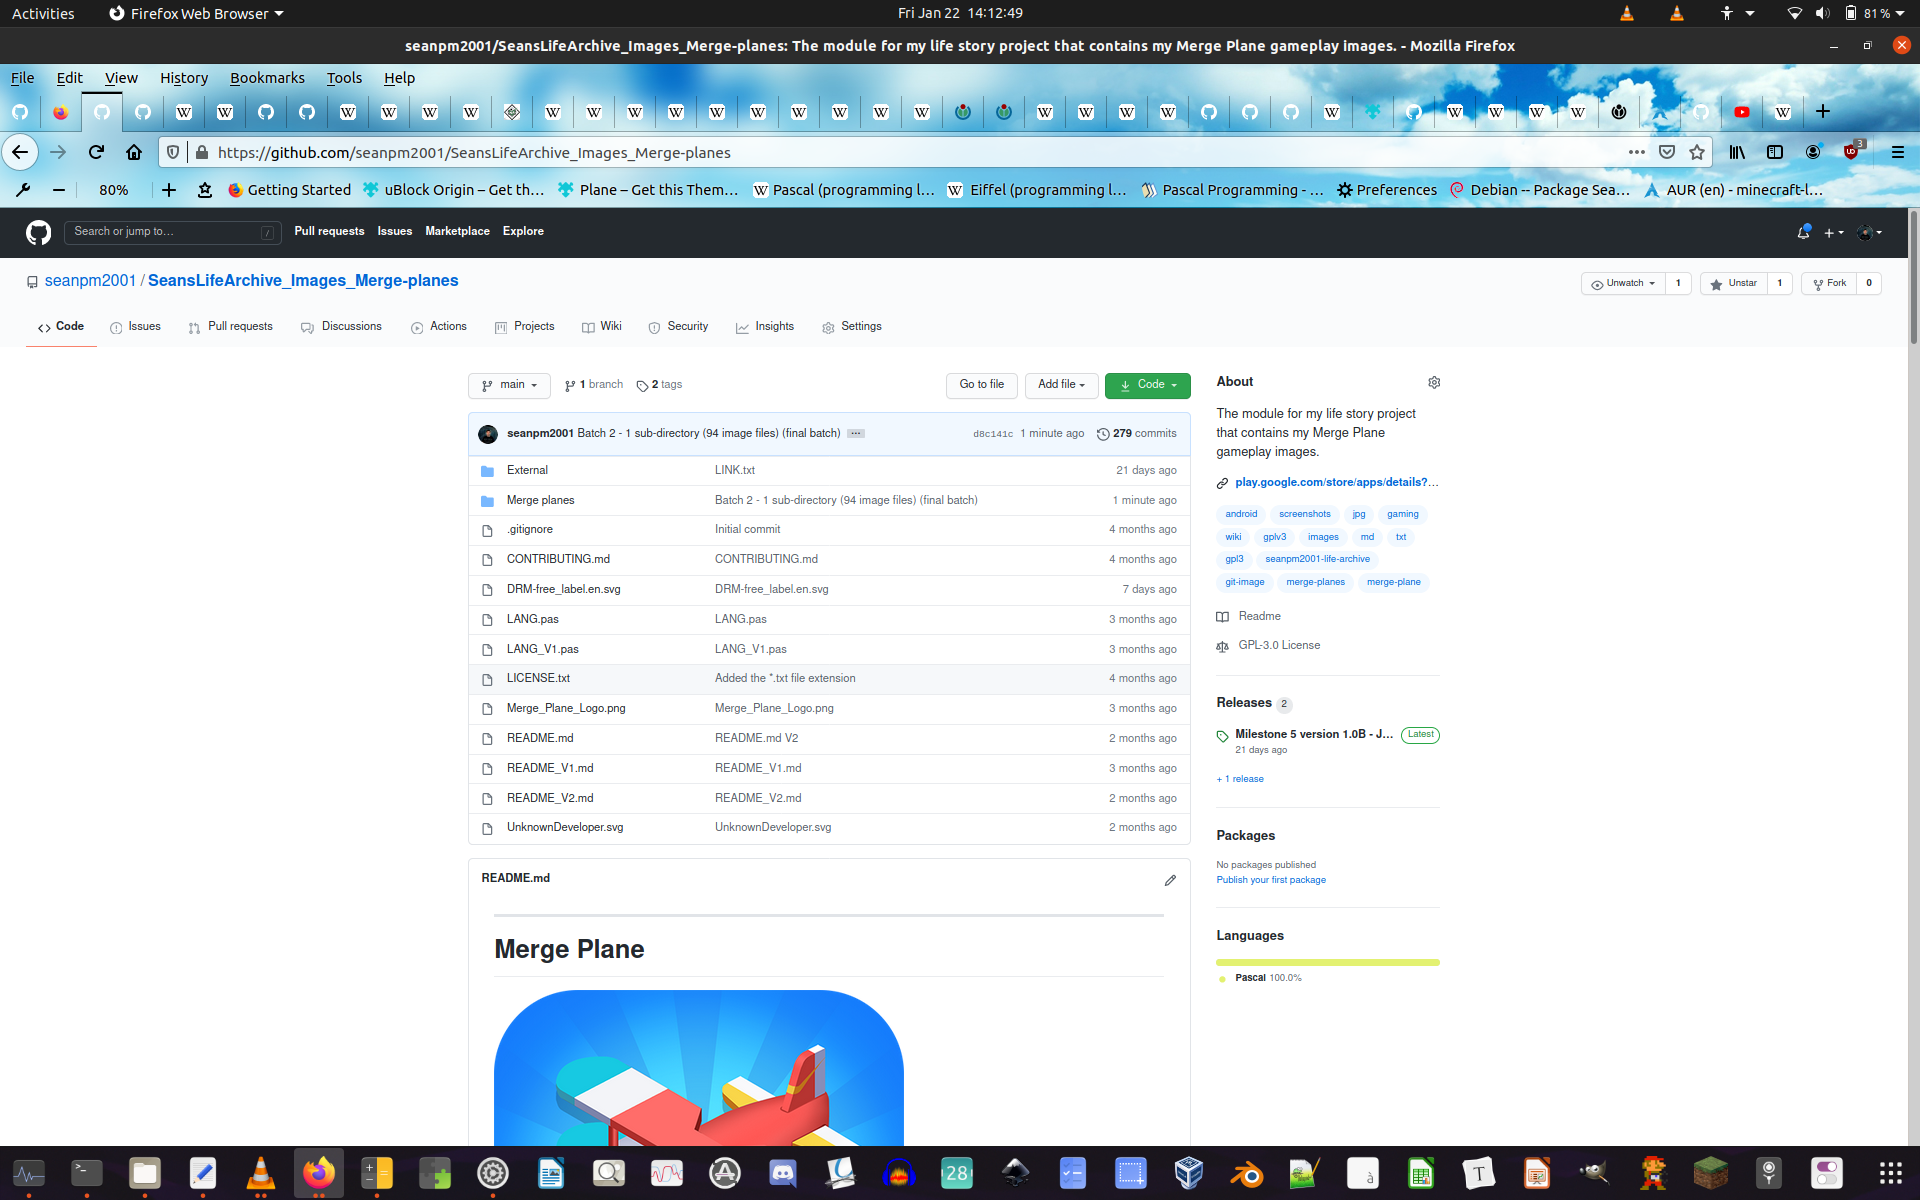 Activities Firefox Web Browser Fri Jan 22 14:12:49 81 %
seanpm2001/SeansLifeArchive_Images_Merge-planes: The module for my life story project that contains my Merge Plane gameplay images. - Mozilla Firefox
File Edit View History Bookmarks Tools Help
https://github.com/seanpm2001/SeansLifeArchive_Images_Merge-planes 3
80% Getting Started uBlock Origin – Get th… Plane – Get this Them… Pascal (programming l… Eiffel (programming l… Pascal Programming - … Preferences Debian -- Package Sea… AUR (en) - minecraft-l…
Search or jump to… / Pull requests Issues Marketplace Explore
seanpm2001 / SeansLifeArchive_Images_Merge-planes Unwatch 1 Unstar 1 Fork 0
Code Issues Pull requests Discussions Actions Projects Wiki Security Insights Settings
main 1 branch 2 tags Go to file Add file Code
seanpm2001 Batch 2 - 1 sub-directory (94 image files) (final batch) … d8c141c 1 minute ago 279 commits
External LINK.txt 21 days ago
Merge planes Batch 2 - 1 sub-directory (94 image files) (final batch) 1 minute ago
.gitignore Initial commit 4 months ago
CONTRIBUTING.md CONTRIBUTING.md 4 months ago
DRM-free_label.en.svg DRM-free_label.en.svg 7 days ago
LANG.pas LANG.pas 3 months ago
LANG_V1.pas LANG_V1.pas 3 months ago
LICENSE.txt Added the *.txt file extension 4 months ago
Merge_Plane_Logo.png Merge_Plane_Logo.png 3 months ago
README.md README.md V2 2 months ago
README_V1.md README_V1.md 3 months ago
README_V2.md README_V2.md 2 months ago
UnknownDeveloper.svg UnknownDeveloper.svg 2 months ago
README.md
Merge Plane
About
The module for my life story project
that contains my Merge Plane
gameplay images.
play.google.com/store/apps/details?…
android screenshots jpg gaming
wiki gplv3 images md txt
gpl3 seanpm2001-life-archive
git-image merge-planes merge-plane
Readme
GPL-3.0 License
Releases 2
Milestone 5 version 1.0B - J… Latest
21 days ago
+ 1 release
Packages
No packages published
Publish your first package
Languages
Pascal 100.0%
28